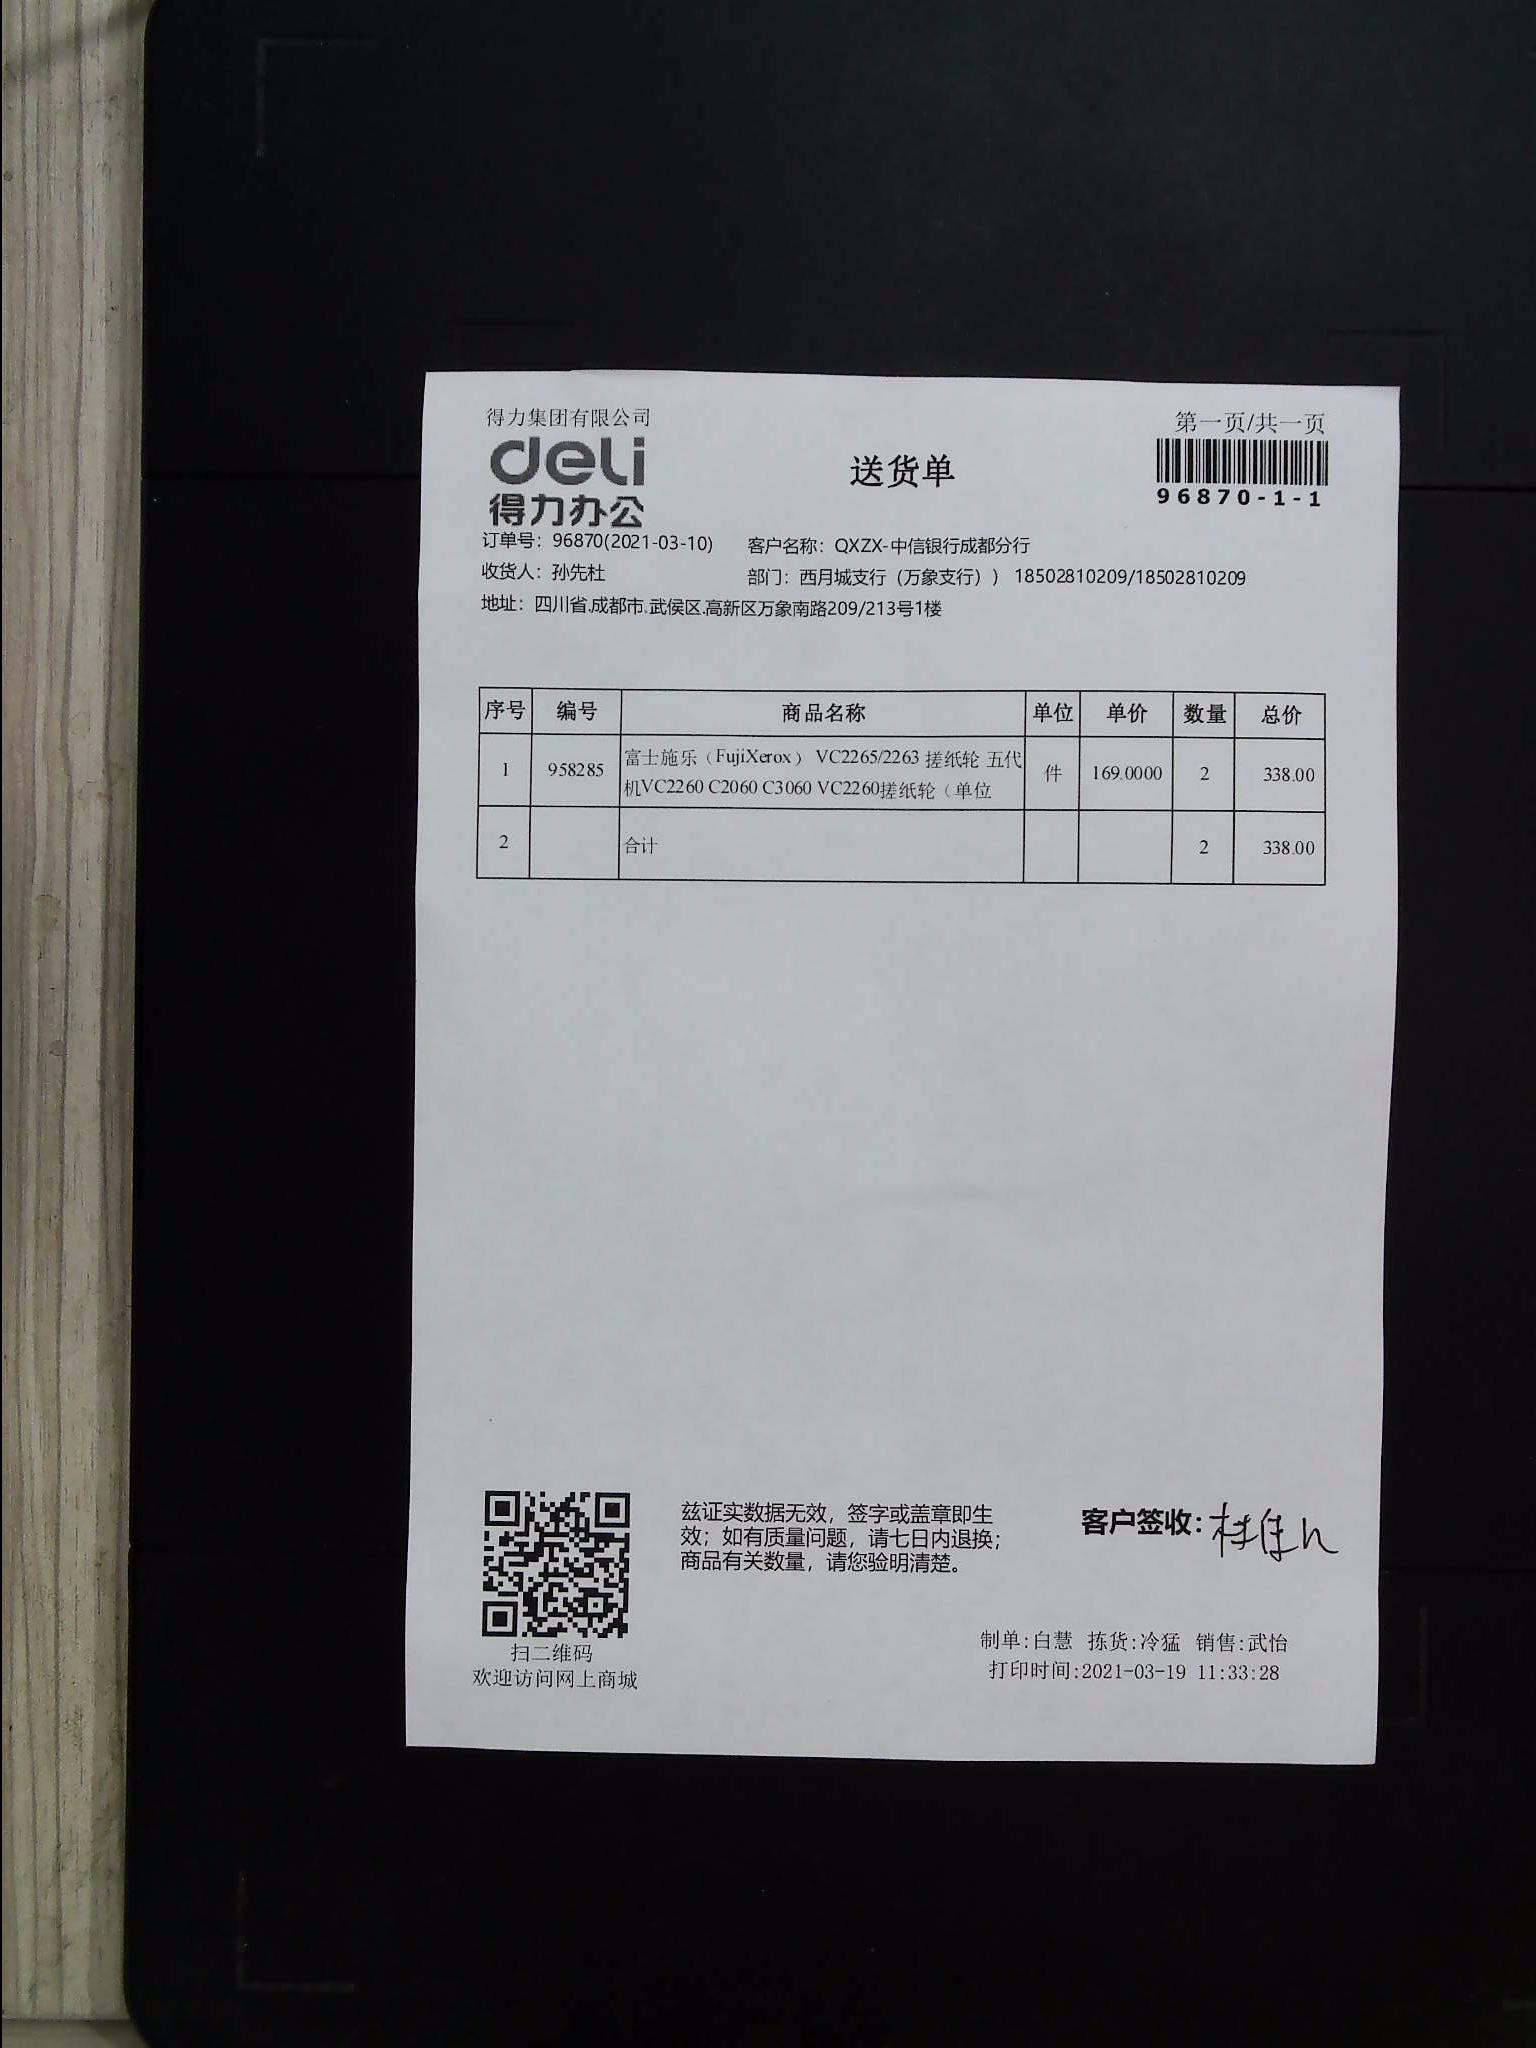 得力集团有限公司
第一页/共一页
deli
得力办公
送货单
96870-1-1
订单号：96870(2021-03-10) 客户名称：QXZX-中信银行成都分行
收货人：孙先杜 部门：西月城支行（万象支行）） 18502810209/18502810209
地址：四川省.成都市.武侯区.高新区万象南路209/213号1楼
序号 编号 商品名称 单位 单价 数量 总价
1 958285 富士施乐（FujiXerox） VC2265/2263 搓纸轮 五代 件 169.0000 2 338.00
机VC2260 C2060 C3060 VC2260搓纸轮（单位
2 合计 2 338.00
兹证实数据无效，签字或盖章即生
效；如有质量问题，请七日内退换；
商品有关数量，请您验明清楚。
客户签收：
扫二维码
欢迎访问网上商城
制单:白慧 拣货:冷猛 销售:武怡
打印时间:2021-03-19 11:33:28